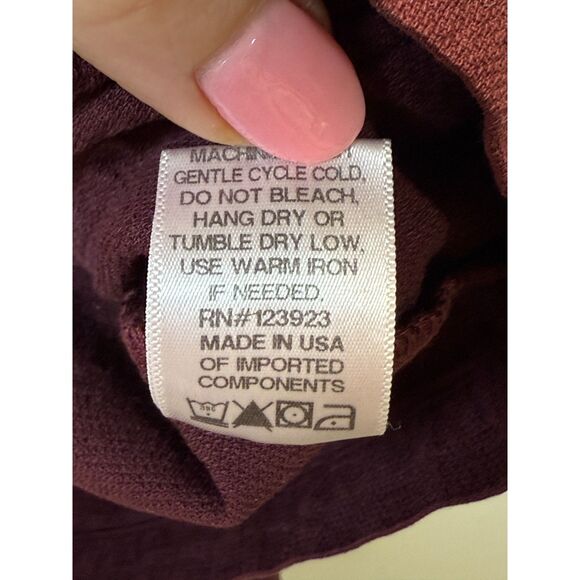 GENTLE CYCLE COLD.
DO NOT BLEACH.
HANG DRY OR
TUMBLE DRY LOW.
USE WARM IRON
IF NEEDED.
RN#123923
MADE IN USA
OF IMPORTED
COMPONENTS